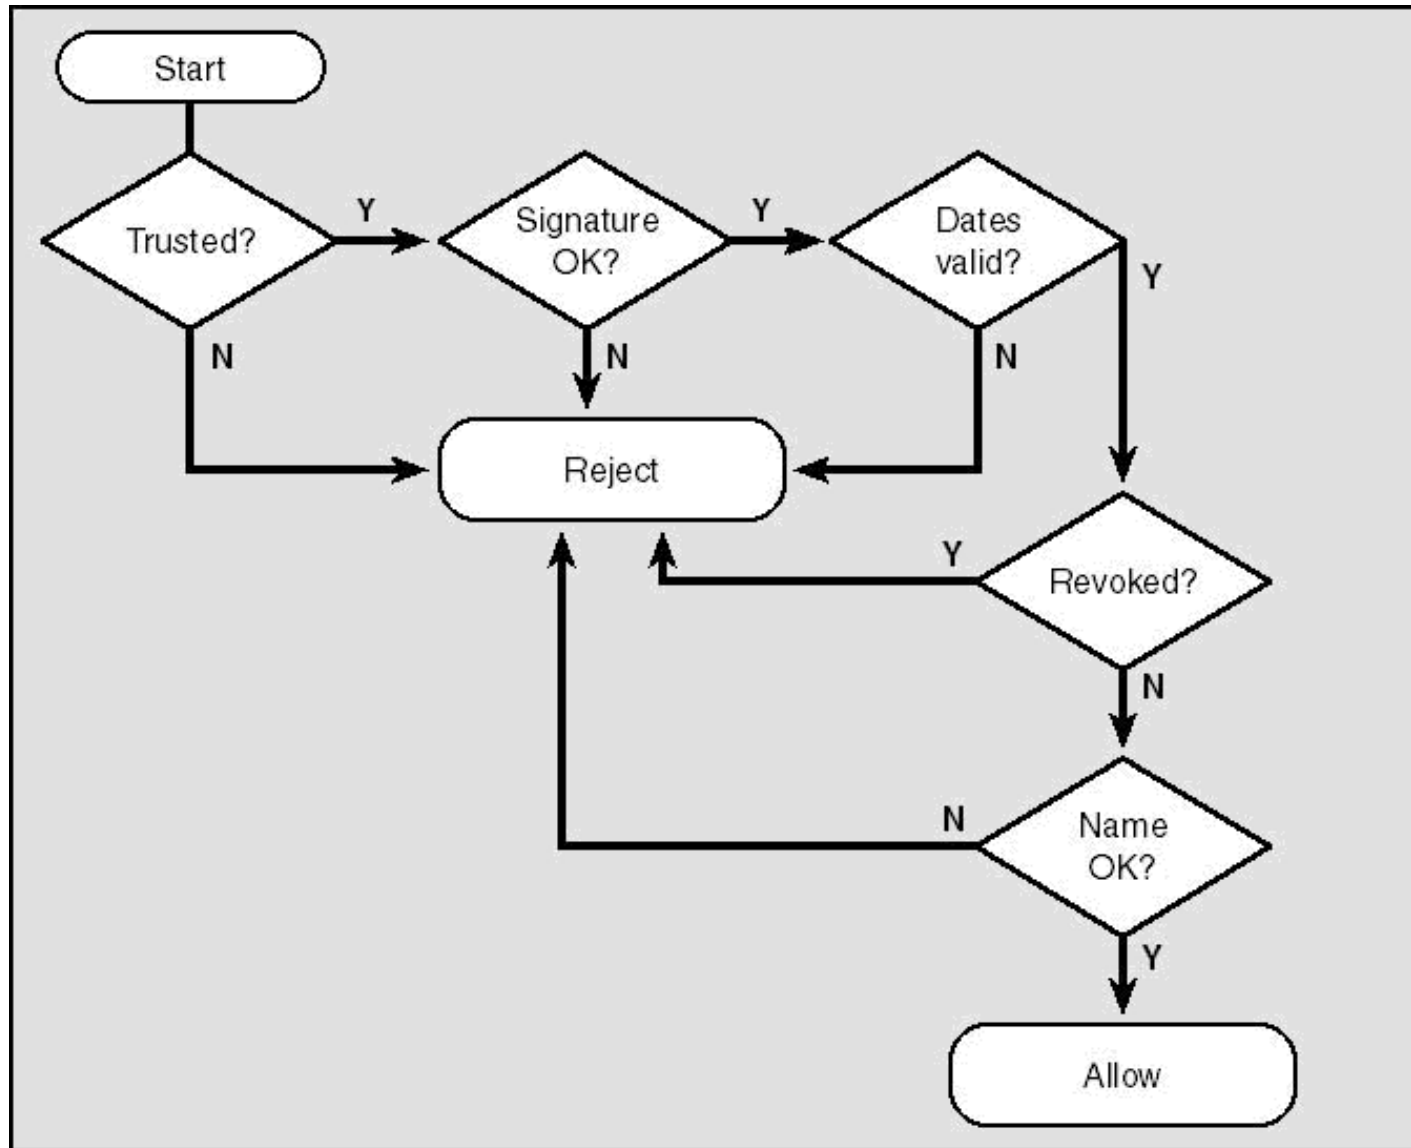 Start
Trusted?
Y
Signature
OK?
Y
Dates
valid?
Y
N
N
N
Reject
Y
Revoked?
N
N
Name
OK?
Y
Allow